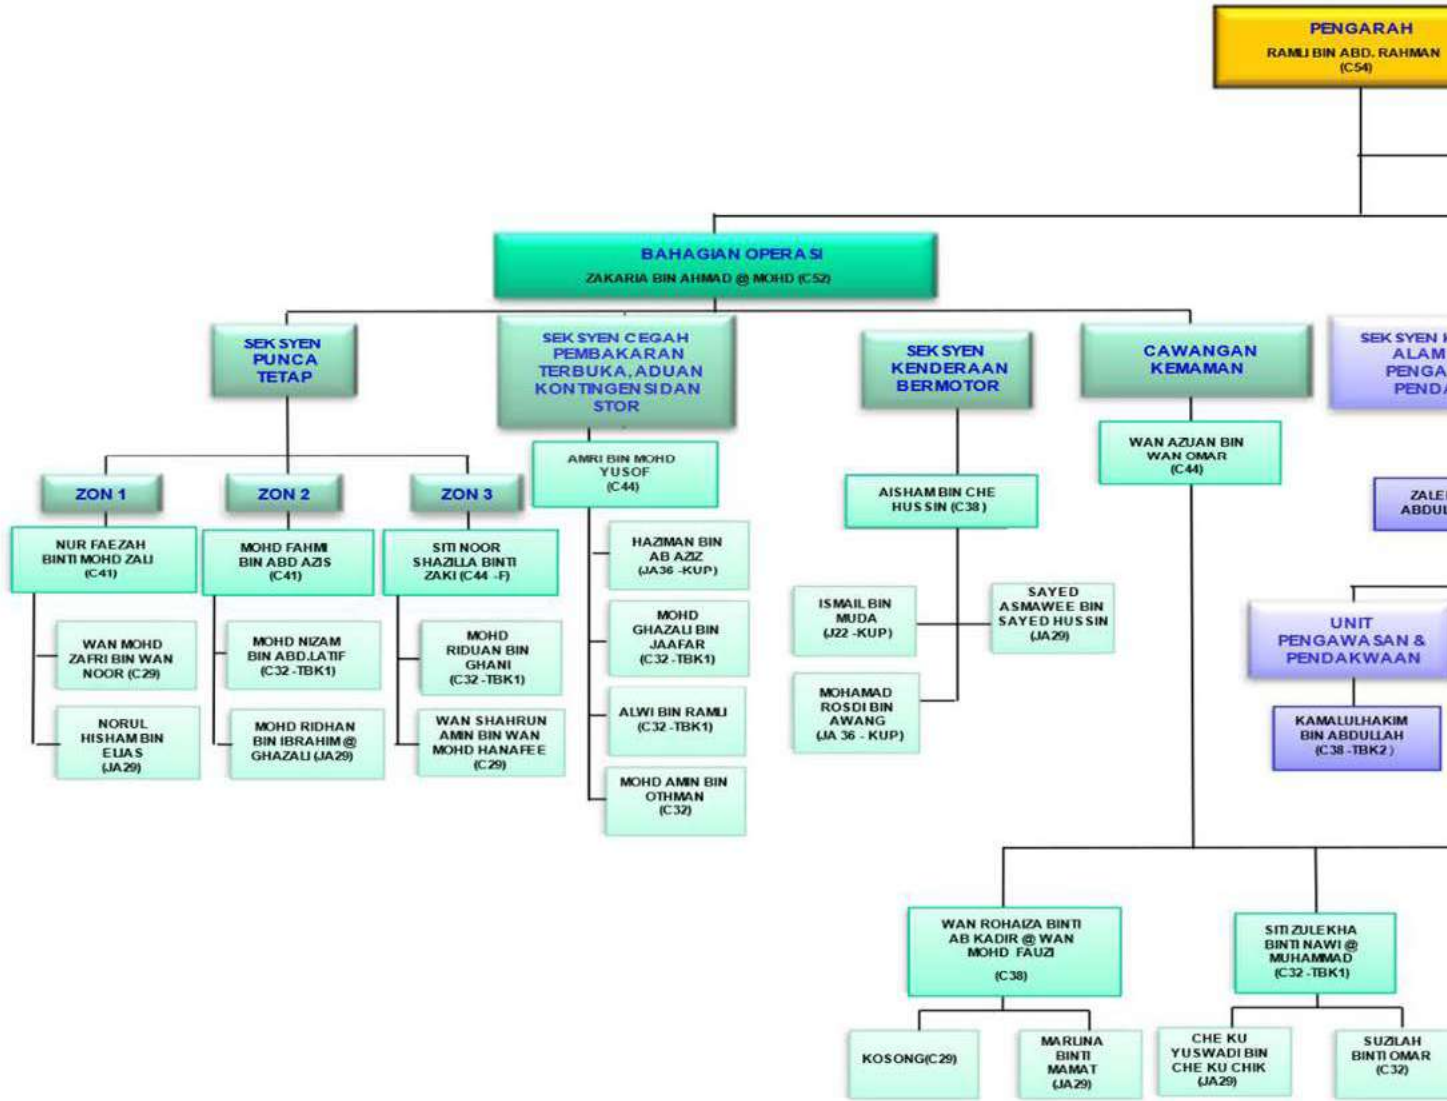 PENGARAH
RAMLI BIN ABD. RAHMAN
(C54)
BAHAGIAN OPERASI
ZAKARIA BIN AHMAD @ MOHD (C52)
SEKSYEN
PUNCA
TETAP
SEKSYEN CEGAH
PEMBAKARAN
TERBUKA, ADUAN
KONTINGENSI DAN
STOR
SEKSYEN
KENDERAAN
BERMOTOR
CAWANGAN
KEMAMAN
SEKSYEN
ALAM
AMRI BIN MOHD
YUSOF
(C44)
WAN AZUAN BIN
WAN OMAR
(C44)
ZON 1
ZON 2
ZON 3
AISHAM BIN CHE
HUSSIN (C38)
NUR FAEZAH
BINTI MOHD ZALI
(C41)
MOHD FAHMI
BIN ABD AZIS
(C41)
SITI NOOR
SHAZILLA BINTI
ZAKI (C44 -F)
HAZIMAN BIN
AB AZIZ
(JA36 -KUP)
ISMAIL BIN
MUDA
(J22 -KUP)
SAYED
ASMAWEE BIN
SAYED HUSSIN
(JA29)
UNIT
PENGAWASAN &
PENDAKWAAN
WAN MOHD
ZAFRI BIN WAN
NOOR (C29)
MOHD NIZAM
BIN ABD.LATIF
(C32 -TBK1)
MOHD
RIDUAN BIN
GHANI
(C32 -TBK1)
MOHD
GHAZALI BIN
JAAFAR
(C32 -TBK1)
MOHAMAD
ROSDI BIN
AWANG
(JA 36 - KUP)
KAMALULHAKIM
BIN ABDULLAH
(C38 -TBK2)
NORUL
HISHAM BIN
ELIAS
(JA29)
MOHD RIDHAN
BIN IBRAHIM @
GHAZALI (JA29)
WAN SHAHRUN
AMIN BIN WAN
MOHD HANAFEE
(C29)
ALWI BIN RAMLI
(C32 -TBK1)
MOHD AMIN BIN
OTHMAN
(C32)
WAN ROHAIZA BINTI
AB KADIR @ WAN
MOHD FAUZI
(C38)
SITI ZULEKHA
BINTI NAWI @
MUHAMMAD
(C32 -TBK1)
KOSONG(C29)
MARLINA
BINTI
MAMAT
(JA29)
CHE KU
YUSWADI BIN
CHE KU CHIK
(JA29)
SUZILAH
BINTI OMAR
(C32)